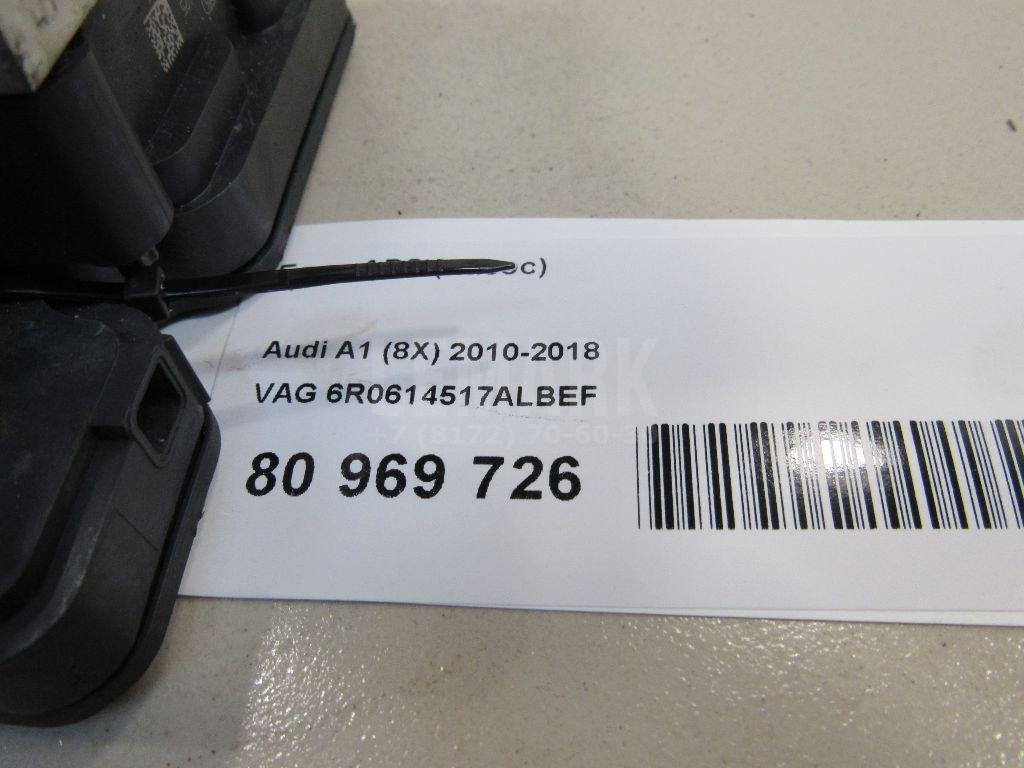 Audi A1 (8X) 2010-2018
VAG 6R0614517ALBEF
80 969 726